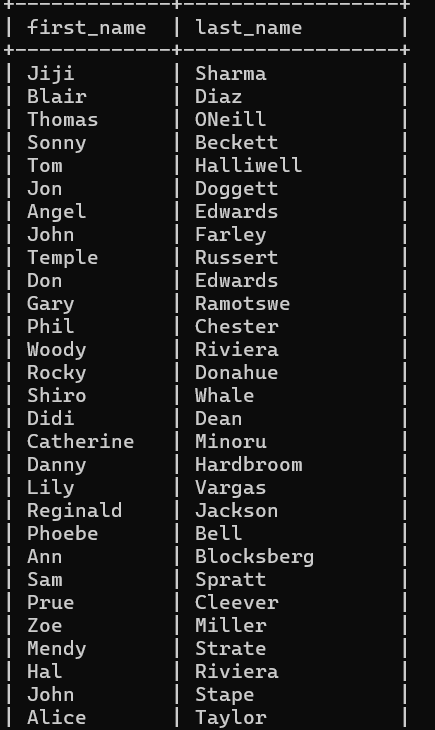 +-------------+-------------------+
| first_name | last_name |
+-------------+-------------------+
| Jiji | Sharma |
| Blair | Diaz |
| Thomas | ONeill |
| Sonny | Beckett |
| Tom | Halliwell |
| Jon | Doggett |
| Angel | Edwards |
| John | Farley |
| Temple | Russert |
| Don | Edwards |
| Gary | Ramotswe |
| Phil | Chester |
| Woody | Riviera |
| Rocky | Donahue |
| Shiro | Whale |
| Didi | Dean |
| Catherine | Minoru |
| Danny | Hardbroom |
| Lily | Vargas |
| Reginald | Jackson |
| Phoebe | Bell |
| Ann | Blocksberg |
| Sam | Spratt |
| Prue | Cleever |
| Zoe | Miller |
| Mendy | Strate |
| Hal | Riviera |
| John | Stape |
| Alice | Taylor |